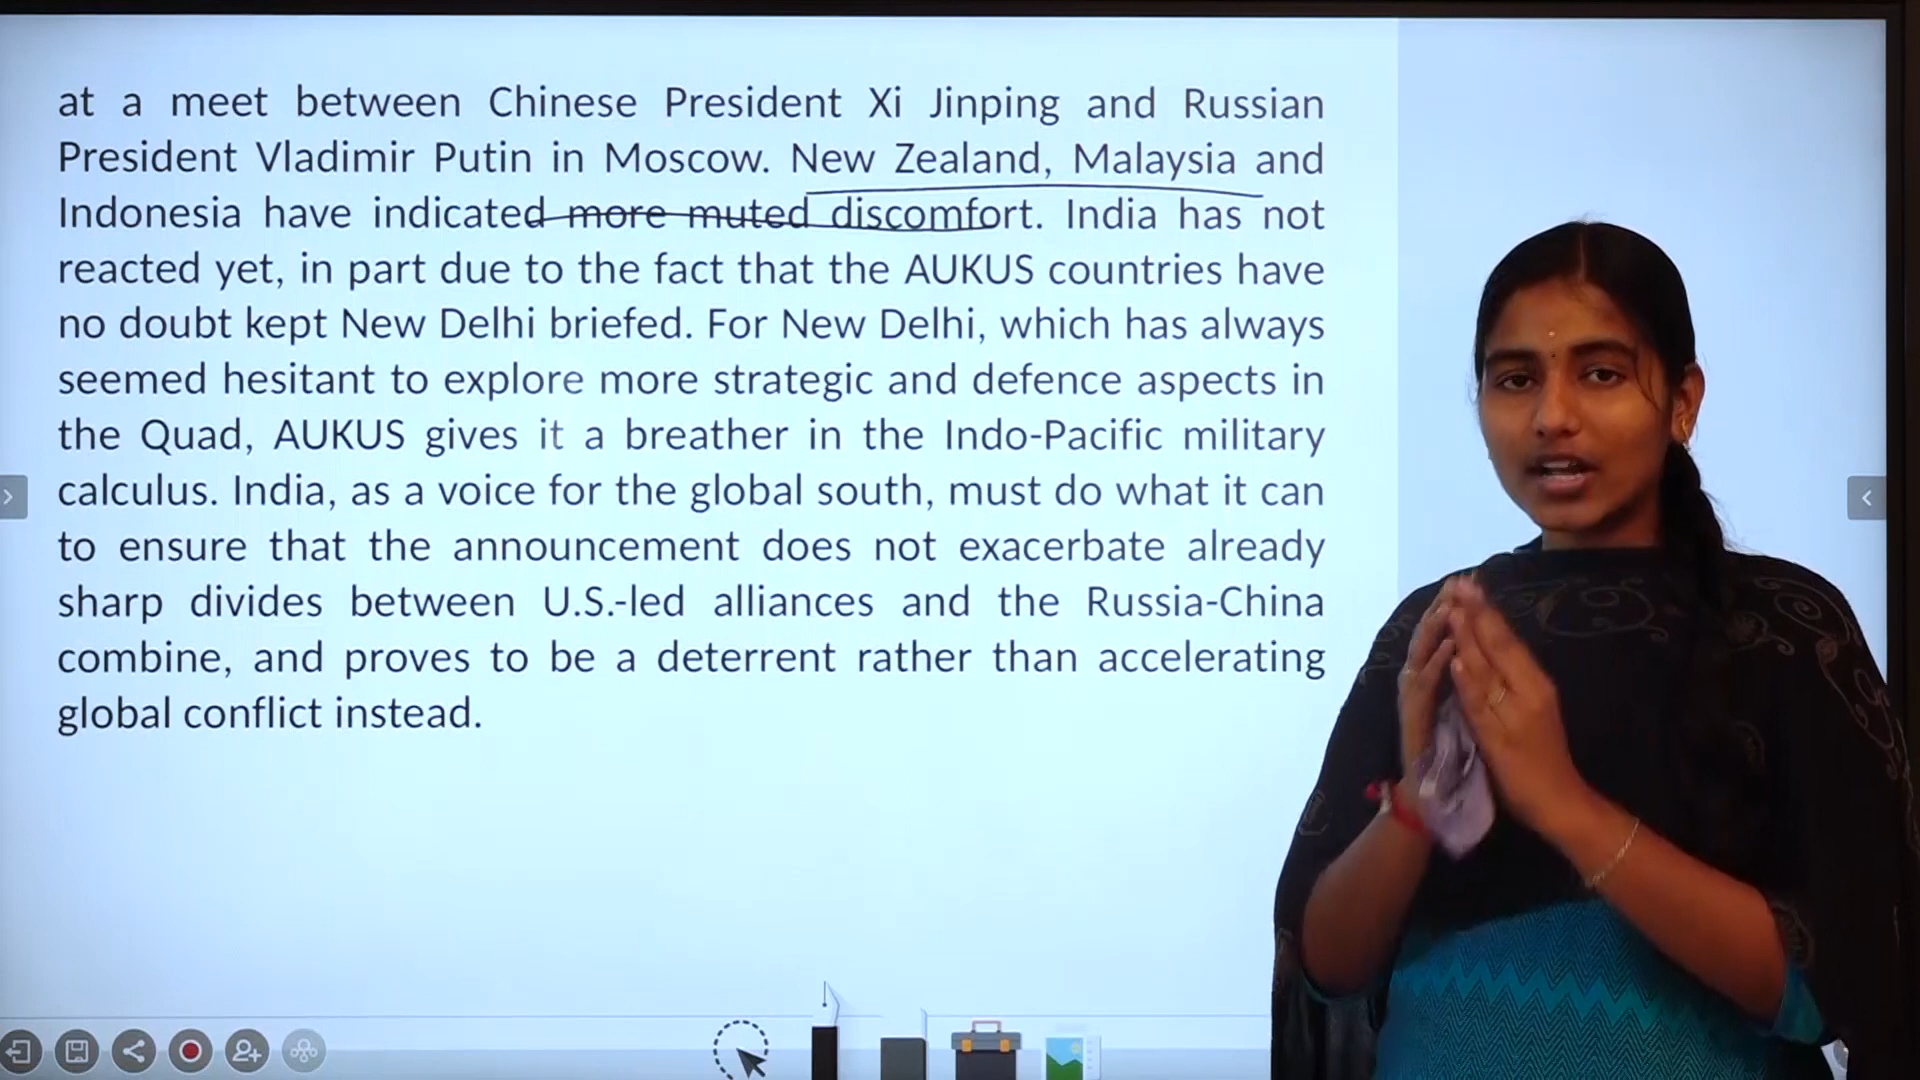 at a meet between Chinese President Xi Jinping and Russian
President Vladimir Putin in Moscow. New Zealand, Malaysia and
Indonesia have indicated more muted discomfort. India has not
reacted yet, in part due to the fact that the AUKUS countries have
no doubt kept New Delhi briefed. For New Delhi, which has always
seemed hesitant to explore more strategic and defence aspects in
the Quad, AUKUS gives it a breather in the Indo-Pacific military
calculus. India, as a voice for the global south, must do what it can
to ensure that the announcement does not exacerbate already
sharp divides between U.S.-led alliances and the Russia-China
combine, and proves to be a deterrent rather than accelerating
global conflict instead.